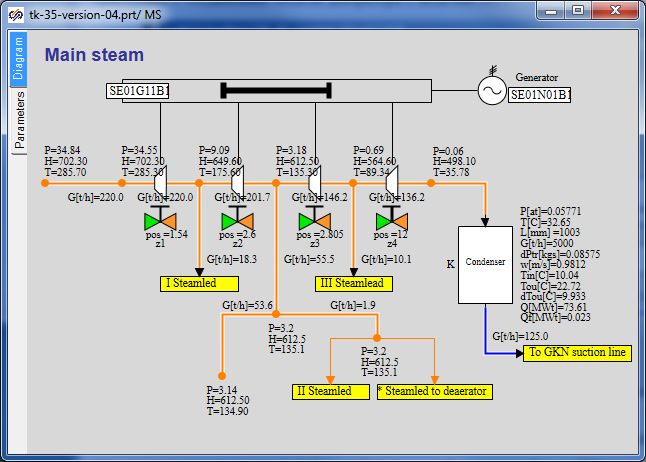 tk-35-version-04.prt/ MS
Diagram
Parameters
Main steam
SE01G11B1
Generator
SE01N01B1
P=34.84
H=702.30
T=285.70
P=34.55
H=702.30
T=285.30
P=9.09
H=649.60
T=175.60
P=3.18
H=612.50
T=135.30
P=0.69
H=564.60
T=89.34
P=0.06
H=498.10
T=35.78
G[t/h]=220.0
G[t/h]=220.0
G[t/h]=201.7
G[t/h]=146.2
G[t/h]=136.2
pos =1.54
z1
pos =2.6
z2
pos =2.805
z3
pos =12
z4
G[t/h]=18.3
G[t/h]=55.5
G[t/h]=10.1
I Steamled
III Steamlead
K
Condenser
P[at]=0.05771
T[C]=32.65
L[mm] =1003
G[t/h]=5000
dPtr[kgs]=0.08575
w[m/s]=0.9812
Tin[C]=10.04
Tou[C]=22.72
dTou[C]=9.933
Q[MWt]=73.61
Qf[MWt]=0.023
G[t/h]=53.6
G[t/h]=1.9
P=3.2
H=612.5
T=135.1
G[t/h]=125.0
To GKN suction line
P=3.2
H=612.5
T=135.1
P=3.14
H=612.50
T=134.90
II Steamled
* Steamled to deaerator